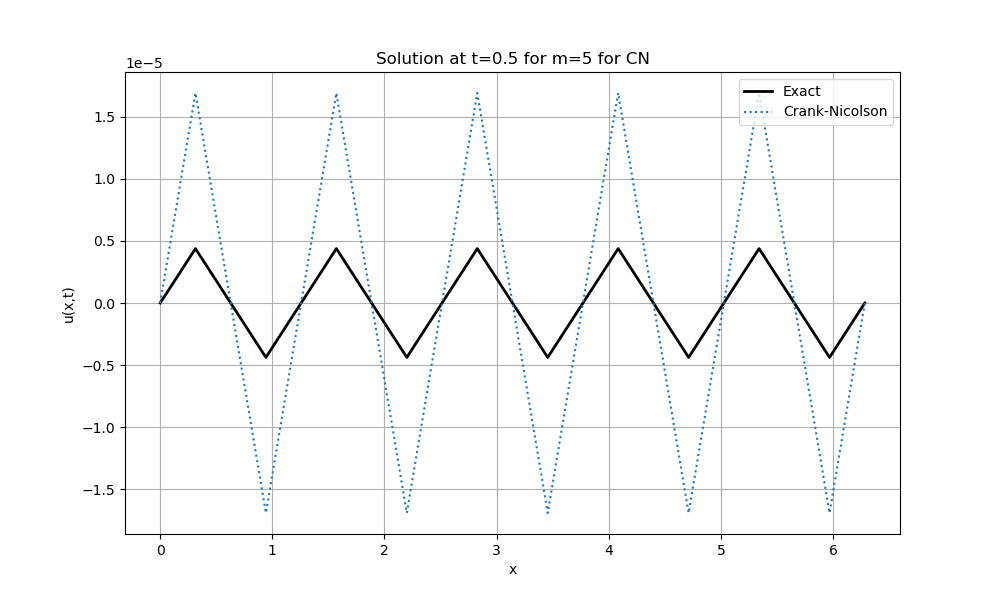 Solution at t=0.5 for m=5 for CN
1e−5
Exact
Crank-Nicolson
1.5
1.0
0.5
0.0
−0.5
−1.0
−1.5
u(x,t)
0 1 2 3 4 5 6
x